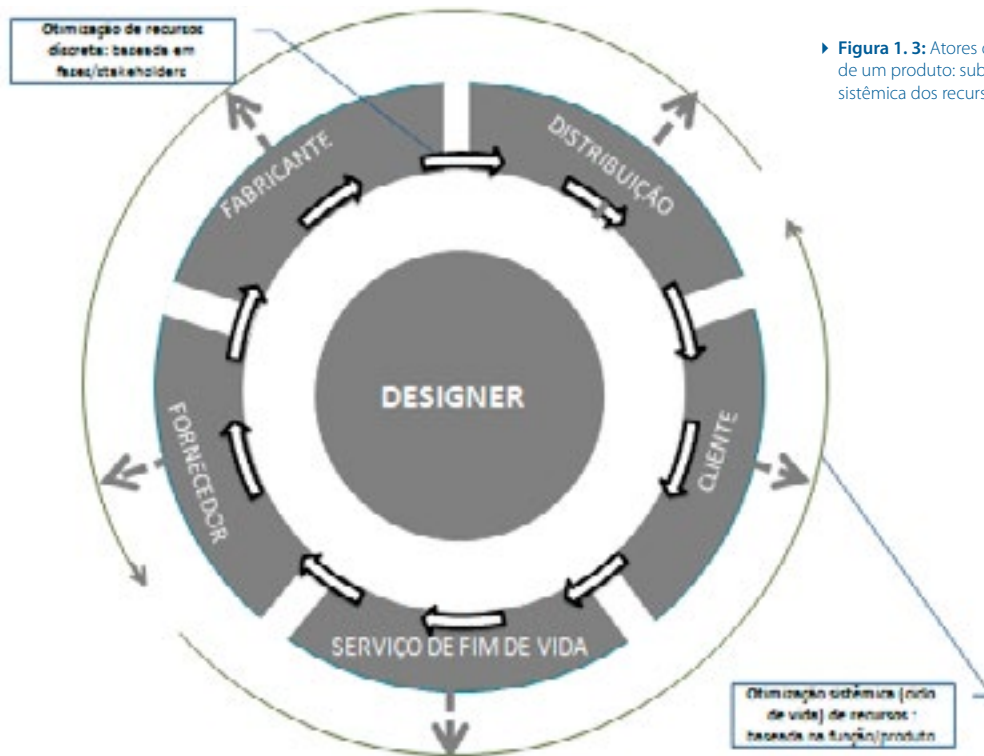 Otimização de recursos
discreta: baseada em
fases/stakeholders
Figura 1. 3: Atores
de um produto:
sistêmica dos
FABRICANTE
DISTRIBUIÇÃO
FORNECEDOR
DESIGNER
CLIENTE
SERVIÇO DE FIM DE VIDA
Otimização sistêmica (ciclo
de vida) de recursos :
baseada na função/produto